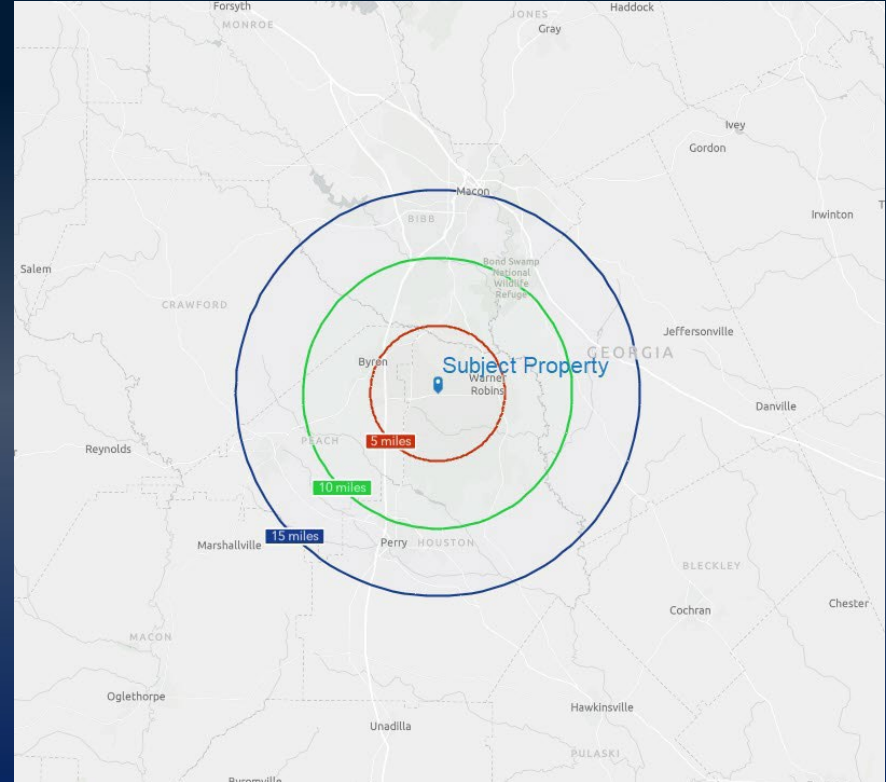 Forsyth
Haddock
MONROE
JONES
Gray
Ivey
Gordon
Macon
Irwinton
BIBB
Bond Swamp
National
Wildlife
Refuge
Salem
CRAWFORD
Jeffersonville
GEORGIA
Byron
Subject Property
Warner
Robins
Danville
Reynolds
PEACH
5 miles
10 miles
15 miles
Marshallville
Perry
HOUSTON
BLECKLEY
Cochran
Chester
MACON
Oglethorpe
Hawkinsville
Unadilla
PULASKI